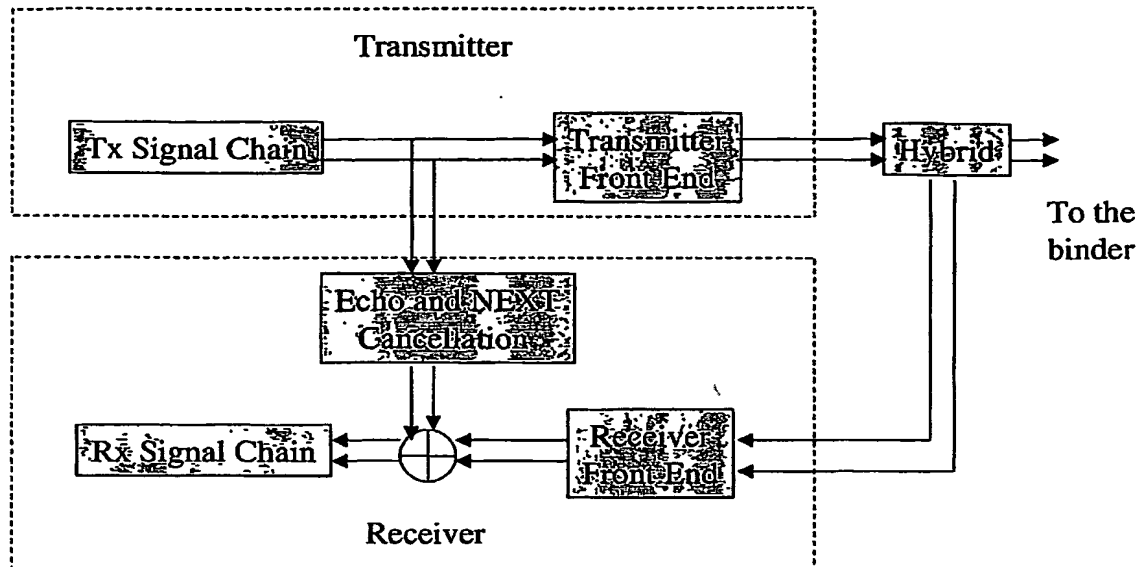 Transmitter
Tx Signal Chain
Transmitter
Front End
Hybrid
To the
binder
Echo and NEXT
Cancellation
Rx Signal Chain
Receiver
Front End
Receiver